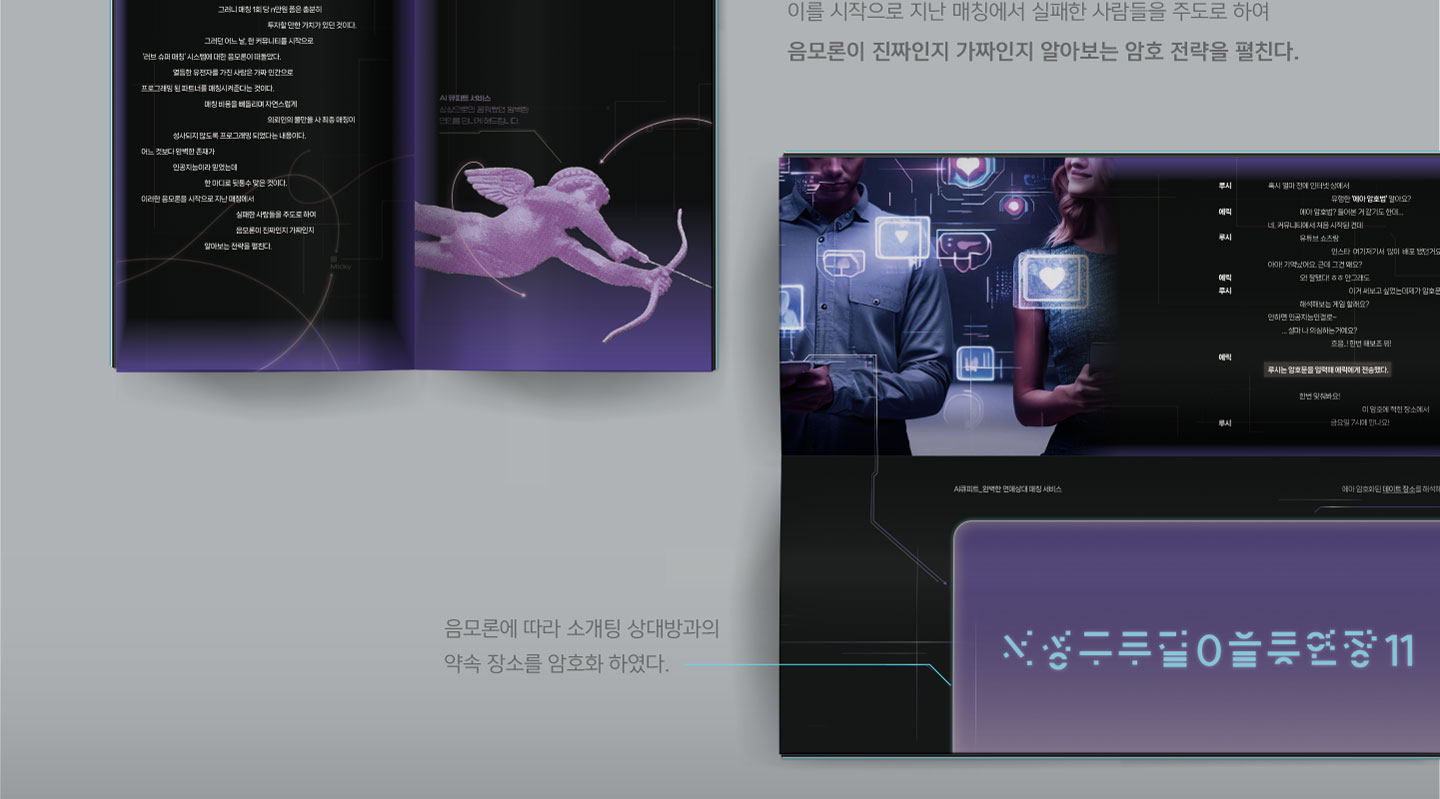 이를 시작으로 지난 매칭에서 실패한 사람들을 주도로 하여
음모론이 진짜인지 가짜인지 알아보는 암호 전략을 펼친다.
그러니 매칭 1회 당 n만원 쯤은 충분히
투자할 만한 가치가 있던 것이다.
그러던 어느 날, 한 커뮤니티를 시작으로
'러브 슈퍼 매칭' 시스템에 대한 음모론이 떠돌았다.
열등한 유전자를 가진 사람은 가짜 인간으로
프로그래밍 된 파트너를 매칭시켜준다는 것이다.
매칭 비용을 빼돌리며 자연스럽게
의뢰인의 불만을 사 최종 매칭이
성사되지 않도록 프로그래밍 되었다는 내용이다.
어느 것보다 완벽한 존재가
인공지능이라 믿었는데
한 마디로 뒷통수 맞은 것이다.
이러한 음모론을 시작으로 지난 매칭에서
실패한 사람들을 주도로 하여
음모론이 진짜인지 가짜인지
알아보는 전략을 펼친다.
Micky
AI 큐피트 서비스
루시
혹시 얼마 전에 인터넷 상에서
유행한 '에아 암호법' 알아요?
에릭
에아 암호법? 들어본 거 같기도 한데...
네, 커뮤니티에서 처음 시작된 건데
루시
유튜브 쇼츠랑
인스타 여기저기서 많이 배포 됐던거요
아아! 기억났어요. 근데 그건 왜요?
에릭
오! 잘됐다! ㅎㅎ 안그래도
루시
이거 써보고 싶었는데제가 암호문
해석해보는 게임 할래요?
안하면 인공지능인걸로~
... 설마 나 의심하는거에요?
흐음..! 한번 해보죠 뭐!
에릭
루시는 암호문을 입력해 에릭에게 전송했다.
한번 맞춰봐요!
이 암호에 적힌 장소에서
루시
금요일 7시에 만나요!
AI큐피트_완벽한 연애상대 매칭 서비스
에아 암호화된 데이트 장소를 해석해
음모론에 따라 소개팅 상대방과의
약속 장소를 암호화 하였다.
11